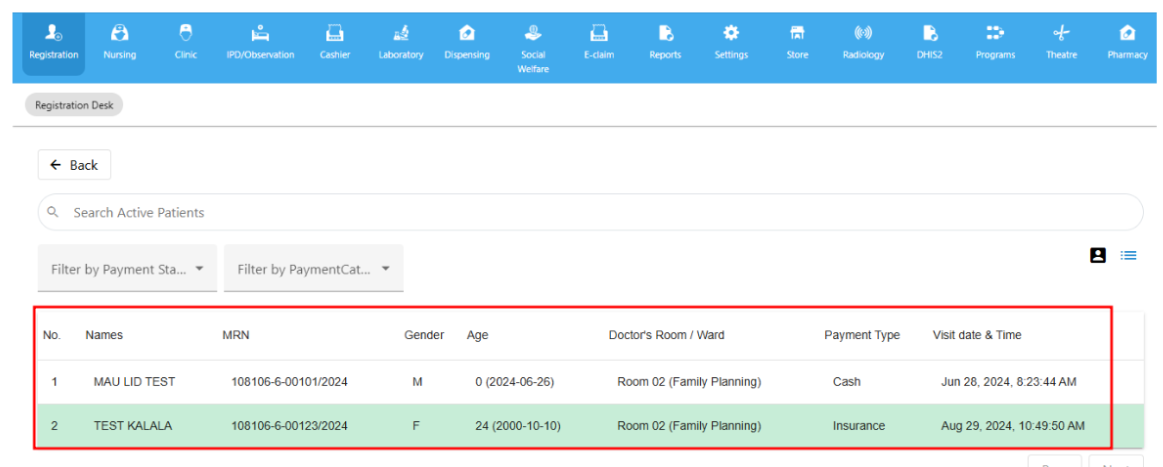 Registration Nursing Clinic IPD/Observation Cashier Laboratory Dispensing Social Welfare E-claim Reports Settings Store Radiology DHIS2 Programs Theatre Pharmacy
Registration Desk
Back
Search Active Patients
Filter by Payment Sta... Filter by PaymentCat...
No. Names MRN Gender Age Doctor's Room / Ward Payment Type Visit date & Time
1 MAU LID TEST 108106-6-00101/2024 M 0 (2024-06-26) Room 02 (Family Planning) Cash Jun 28, 2024, 8:23:44 AM
2 TEST KALALA 108106-6-00123/2024 F 24 (2000-10-10) Room 02 (Family Planning) Insurance Aug 29, 2024, 10:49:50 AM